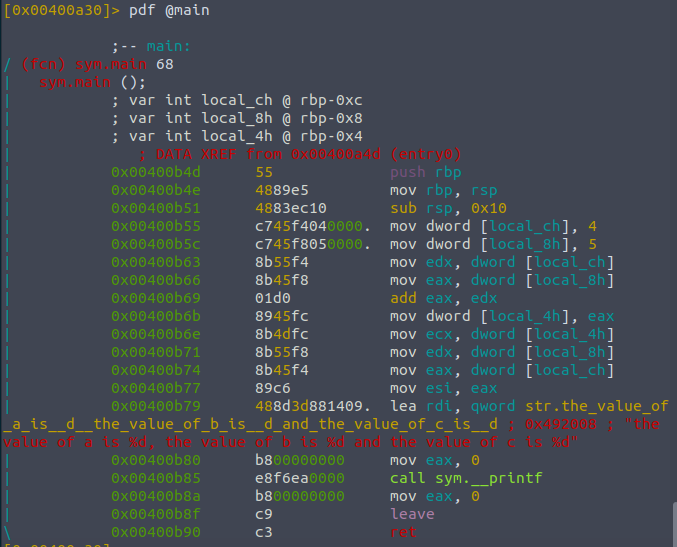 [0x00400a30]> pdf @main
;-- main:
/ (fcn) sym.main 68
|   sym.main ();
|           ; var int local_ch @ rbp-0xc
|           ; var int local_8h @ rbp-0x8
|           ; var int local_4h @ rbp-0x4
|              ; DATA XREF from 0x00400a4d (entry0)
|           0x00400b4d      55             push rbp
|           0x00400b4e      4889e5         mov rbp, rsp
|           0x00400b51      4883ec10       sub rsp, 0x10
|           0x00400b55      c745f4040000.  mov dword [local_ch], 4
|           0x00400b5c      c745f8050000.  mov dword [local_8h], 5
|           0x00400b63      8b55f4         mov edx, dword [local_ch]
|           0x00400b66      8b45f8         mov eax, dword [local_8h]
|           0x00400b69      01d0           add eax, edx
|           0x00400b6b      8945fc         mov dword [local_4h], eax
|           0x00400b6e      8b4dfc         mov ecx, dword [local_4h]
|           0x00400b71      8b55f8         mov edx, dword [local_8h]
|           0x00400b74      8b45f4         mov eax, dword [local_ch]
|           0x00400b77      89c6           mov esi, eax
|           0x00400b79      488d3d881409.  lea rdi, qword str.the_value_of
_a_is__d__the_value_of_b_is__d_and_the_value_of_c_is__d ; 0x492008 ; "the
value of a is %d, the value of b is %d and the value of c is %d"
|           0x00400b80      b800000000     mov eax, 0
|           0x00400b85      e8f6ea0000     call sym.__printf
|           0x00400b8a      b800000000     mov eax, 0
|           0x00400b8f      c9             leave
\           0x00400b90      c3             ret